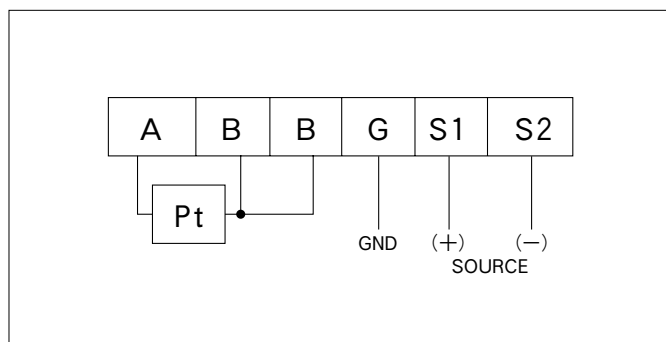 A B B G S1 S2
Pt
GND (+) (−)
SOURCE